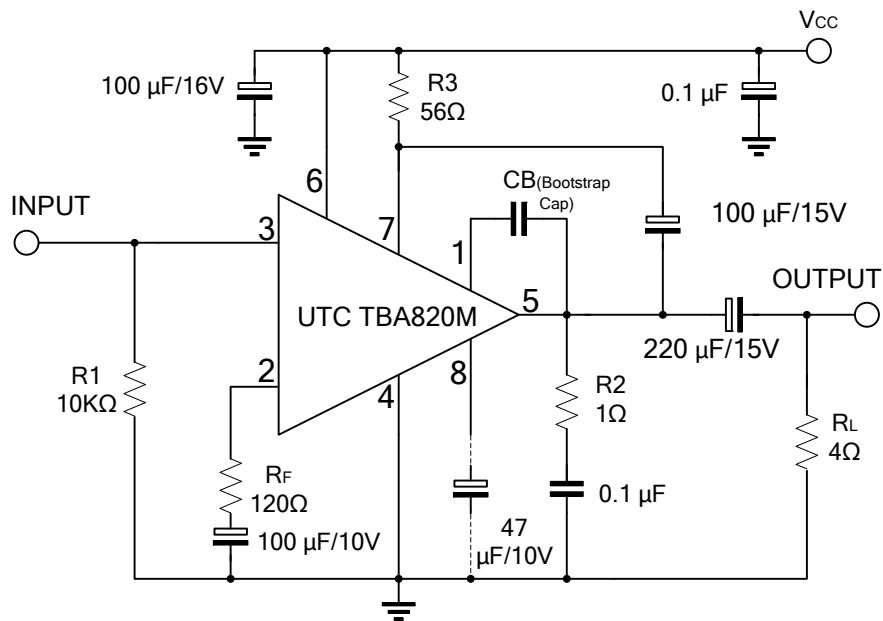 VCC
100 µF/16V
R3
56Ω
0.1 µF
6
7
CB(Bootstrap
Cap)
1
100 µF/15V
INPUT
3
OUTPUT
UTC TBA820M
5
220 µF/15V
R1
10KΩ
2
4
8
R2
1Ω
RL
4Ω
RF
120Ω
0.1 µF
100 µF/10V
47
µF/10V